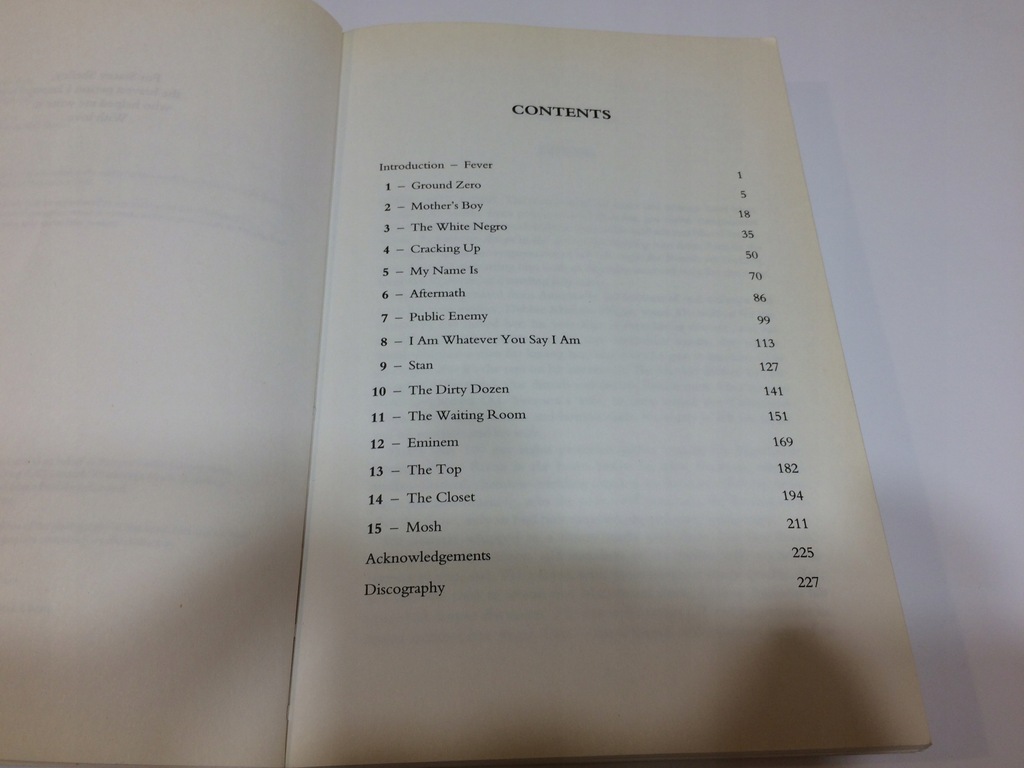 CONTENTS
Introduction – Fever 1
1 – Ground Zero 5
2 – Mother's Boy 18
3 – The White Negro 35
4 – Cracking Up 50
5 – My Name Is 70
6 – Aftermath 86
7 – Public Enemy 99
8 – I Am Whatever You Say I Am 113
9 – Stan 127
10 – The Dirty Dozen 141
11 – The Waiting Room 151
12 – Eminem 169
13 – The Top 182
14 – The Closet 194
15 – Mosh 211
Acknowledgements 225
Discography 227